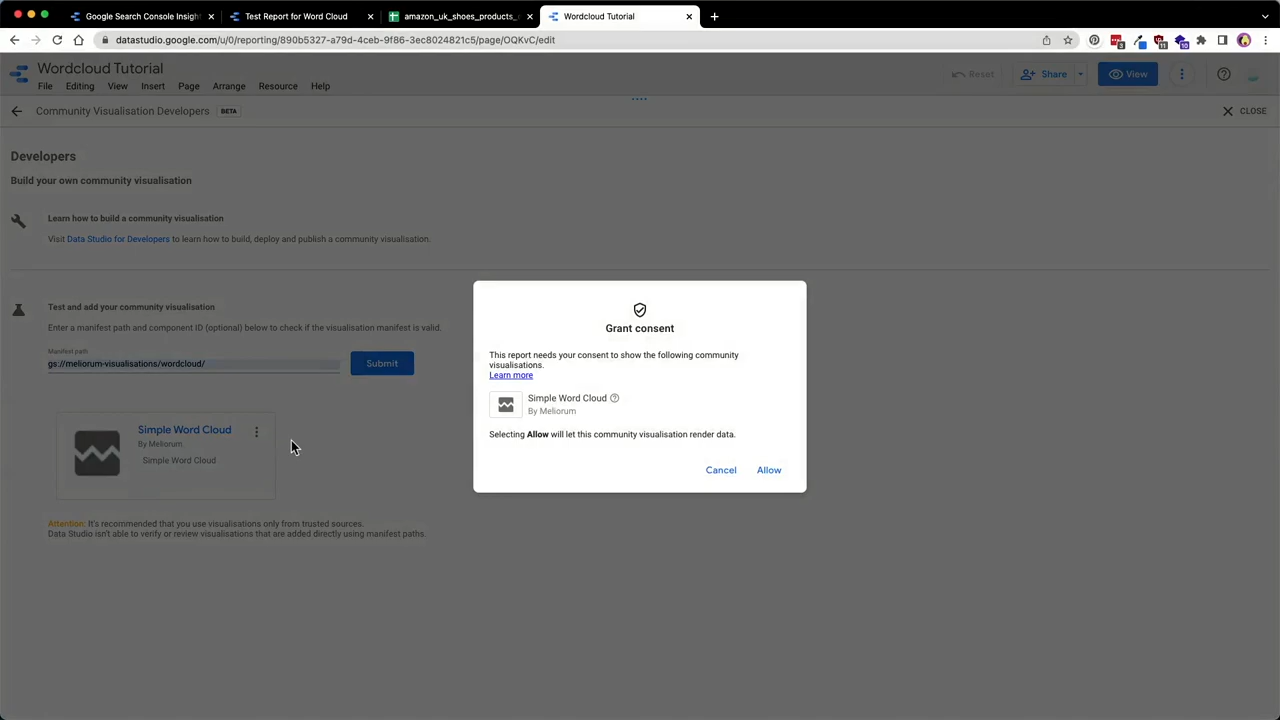 Google Search Console Insight
Test Report for Word Cloud
amazon_uk_shoes_products_
Wordcloud Tutorial
datastudio.google.com/u/0/reporting/890b5327-a79d-4ceb-9f86-3ec8024821c5/page/OQKvC/edit
Wordcloud Tutorial
File Editing View Insert Page Arrange Resource Help
Reset
Share
View
Community Visualisation Developers BETA
CLOSE
Developers
Build your own community visualisation
Learn how to build a community visualisation
Visit Data Studio for Developers to learn how to build, deploy and publish a community visualisation.
Test and add your community visualisation
Enter a manifest path and component ID (optional) below to check if the visualisation manifest is valid.
Manifest path
gs://meliorum-visualisations/wordcloud/
Submit
Simple Word Cloud
By Meliorum
Simple Word Cloud
Attention: It's recommended that you use visualisations only from trusted sources.
Data Studio isn't able to verify or review visualisations that are added directly using manifest paths.
Grant consent
This report needs your consent to show the following community
visualisations.
Learn more
Simple Word Cloud
By Meliorum
Selecting Allow will let this community visualisation render data.
Cancel
Allow